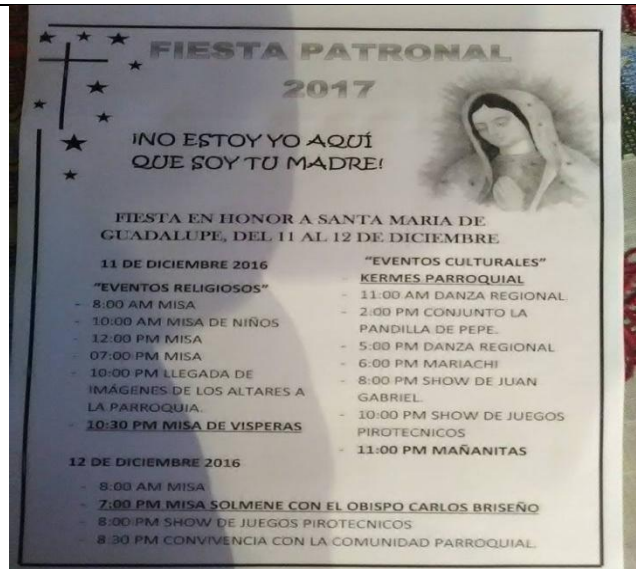 FIESTA PATRONAL
2017
¡NO ESTOY YO AQUÍ
QUE SOY TU MADRE!
FIESTA EN HONOR A SANTA MARIA DE
GUADALUPE, DEL 11 AL 12 DE DICIEMBRE
11 DE DICIEMBRE 2016
"EVENTOS RELIGIOSOS"
- 8:00 AM MISA
- 10:00 AM MISA DE NIÑOS
- 12:00 PM MISA
- 07:00 PM MISA
- 10:00 PM LLEGADA DE
IMÁGENES DE LOS ALTARES A
LA PARROQUIA.
- 10:30 PM MISA DE VISPERAS
"EVENTOS CULTURALES"
- KERMES PARROQUIAL
- 11:00 AM DANZA REGIONAL
- 2:00 PM CONJUNTO LA
PANDILLA DE PEPE.
- 5:00 PM DANZA REGIONAL
- 6:00 PM MARIACHI
- 8:00 PM SHOW DE JUAN
GABRIEL.
- 10:00 PM SHOW DE JUEGOS
PIROTECNICOS
- 11:00 PM MAÑANITAS
12 DE DICIEMBRE 2016
- 8:00 AM MISA
- 7:00 PM MISA SOLMENE CON EL OBISPO CARLOS BRISEÑO
- 8:00 PM SHOW DE JUEGOS PIROTECNICOS
- 8.30 PM CONVIVENCIA CON LA COMUNIDAD PARROQUIAL.